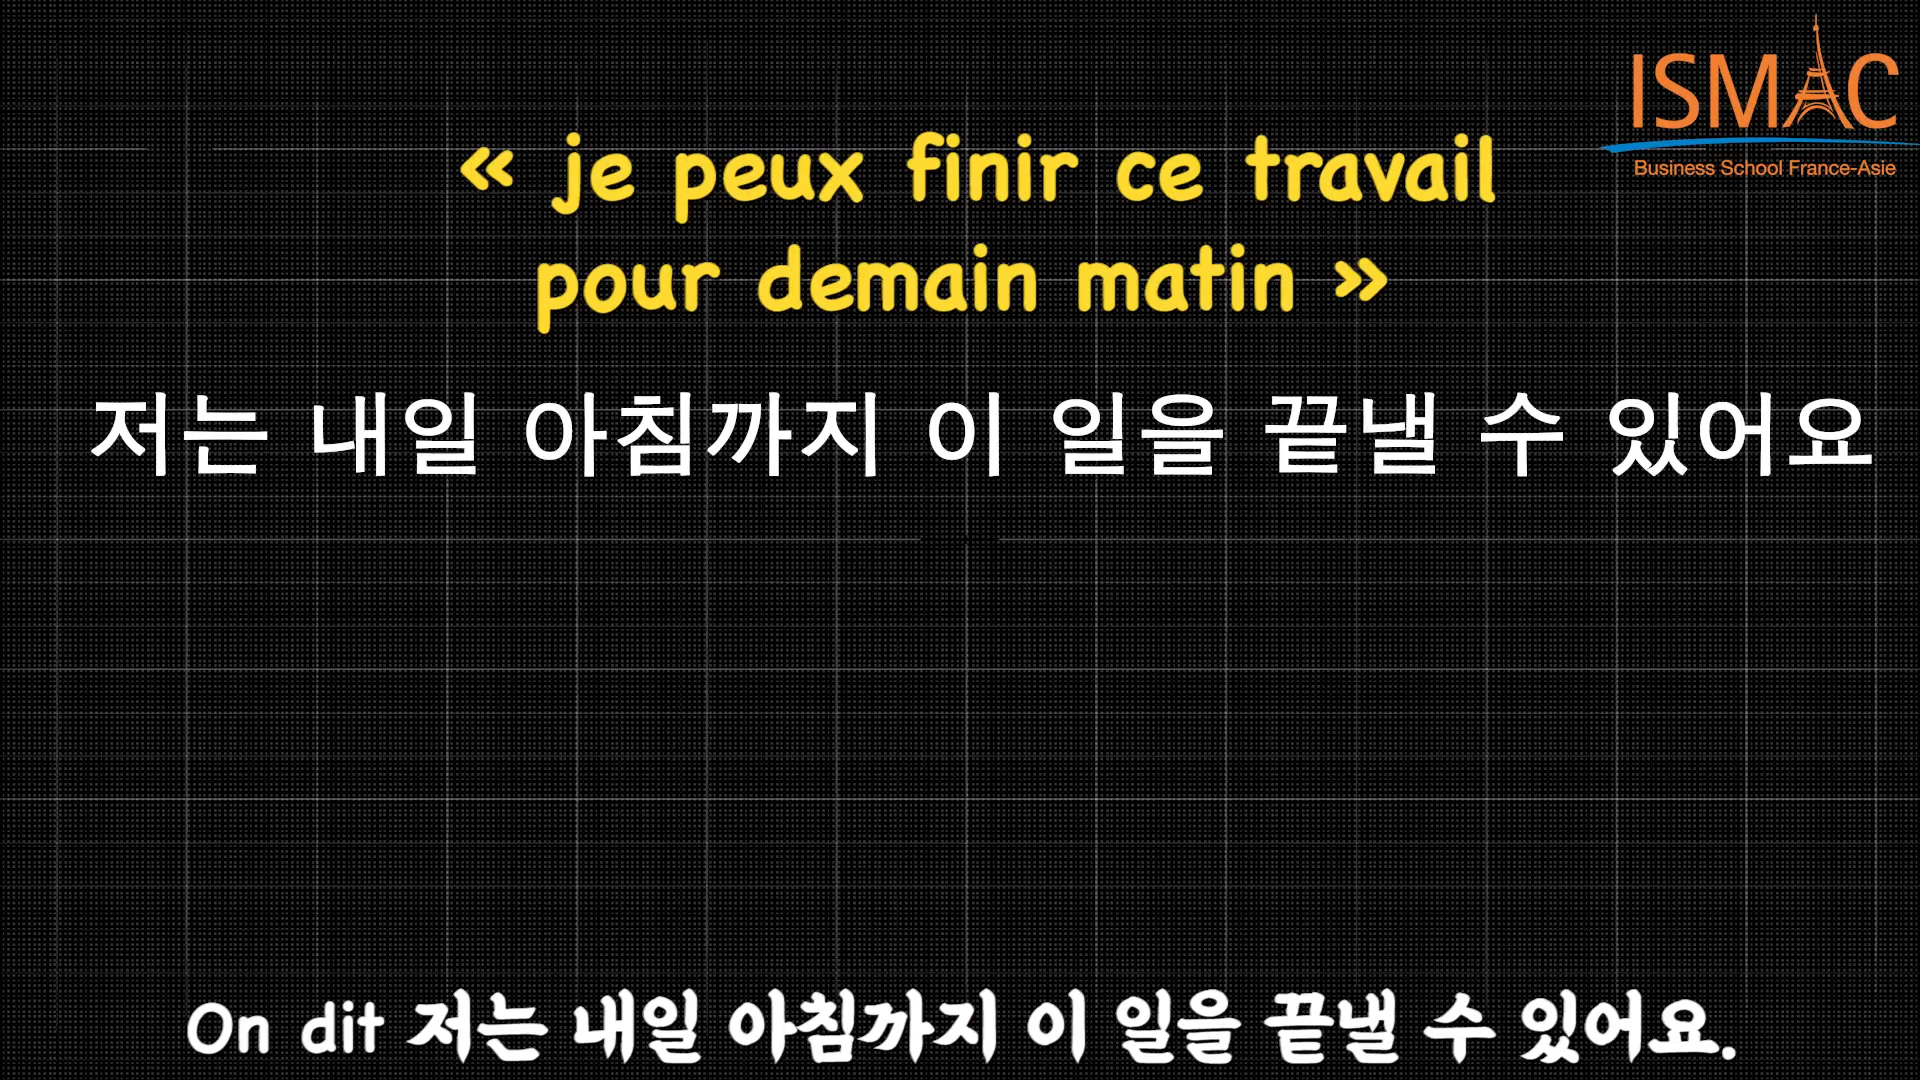 ISMAC
Business School France-Asie
« je peux finir ce travail
pour demain matin »
저는 내일 아침까지 이 일을 끝낼 수 있어요
On dit 저는 내일 아침까지 이 일을 끝낼 수 있어요.